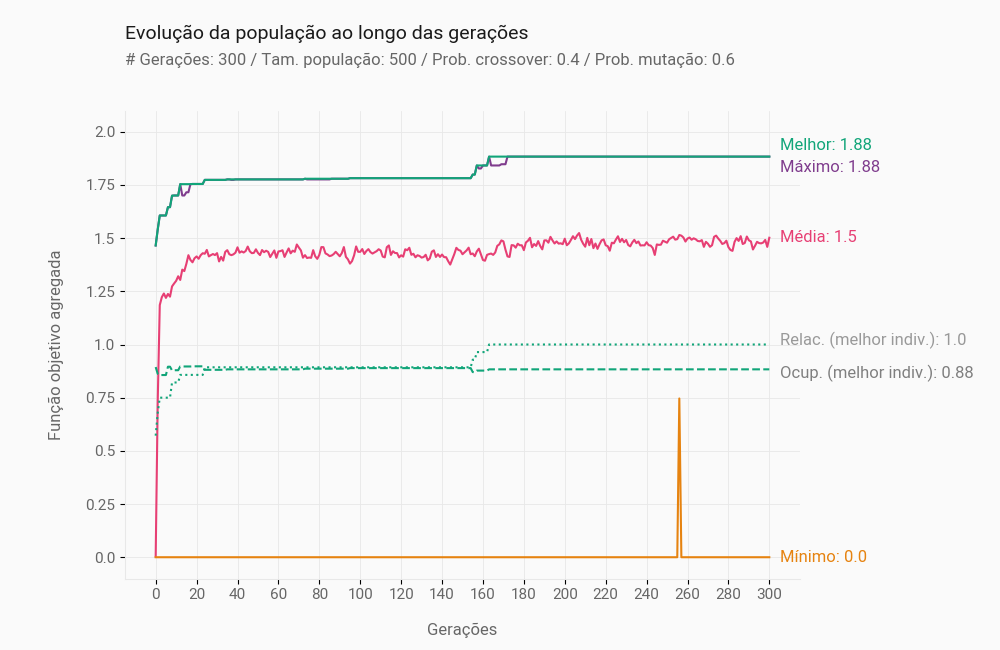 Evolução da população ao longo das gerações
# Gerações: 300 / Tam. população: 500 / Prob. crossover: 0.4 / Prob. mutação: 0.6
2.0
1.75
1.5
1.25
1.0
0.75
0.5
0.25
0.0
Função objetivo agregada
Melhor: 1.88
Máximo: 1.88
Média: 1.5
Relac. (melhor indiv.): 1.0
Ocup. (melhor indiv.): 0.88
Mínimo: 0.0
0 20 40 60 80 100 120 140 160 180 200 220 240 260 280 300
Gerações